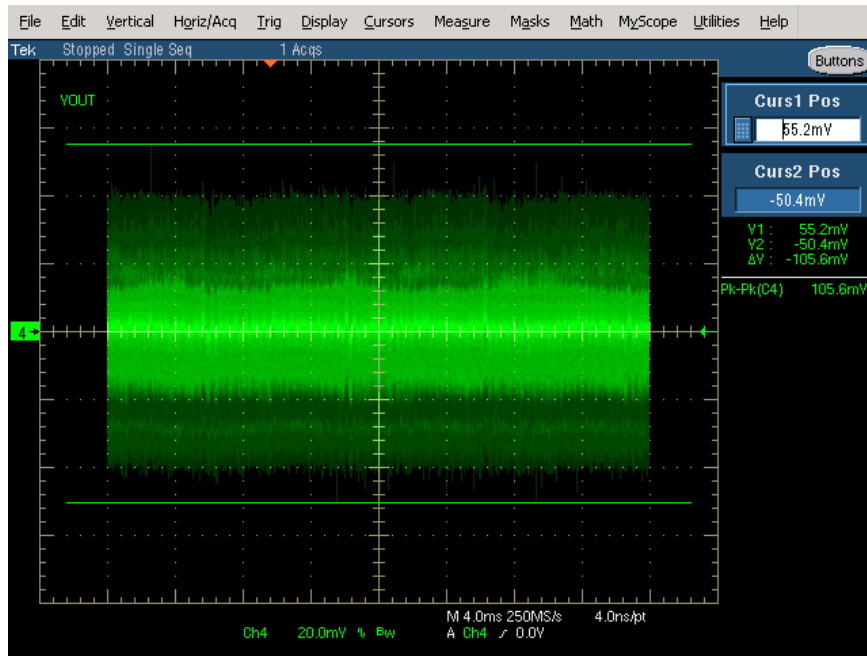 File Edit Vertical Horiz/Acq Trig Display Cursors Measure Masks Math MyScope Utilities Help
Tek Stopped Single Seq 1 Acqs
Buttons
VOUT
Curs1 Pos
55.2mV
Curs2 Pos
-50.4mV
V1 : 55.2mV
V2 : -50.4mV
ΔV : -105.6mV
Pk-Pk(C4) 105.6mV
4
M 4.0ms 250MS/s 4.0ns/pt
Ch4 20.0mV ∿ Bw A Ch4 ⁄ 0.0V